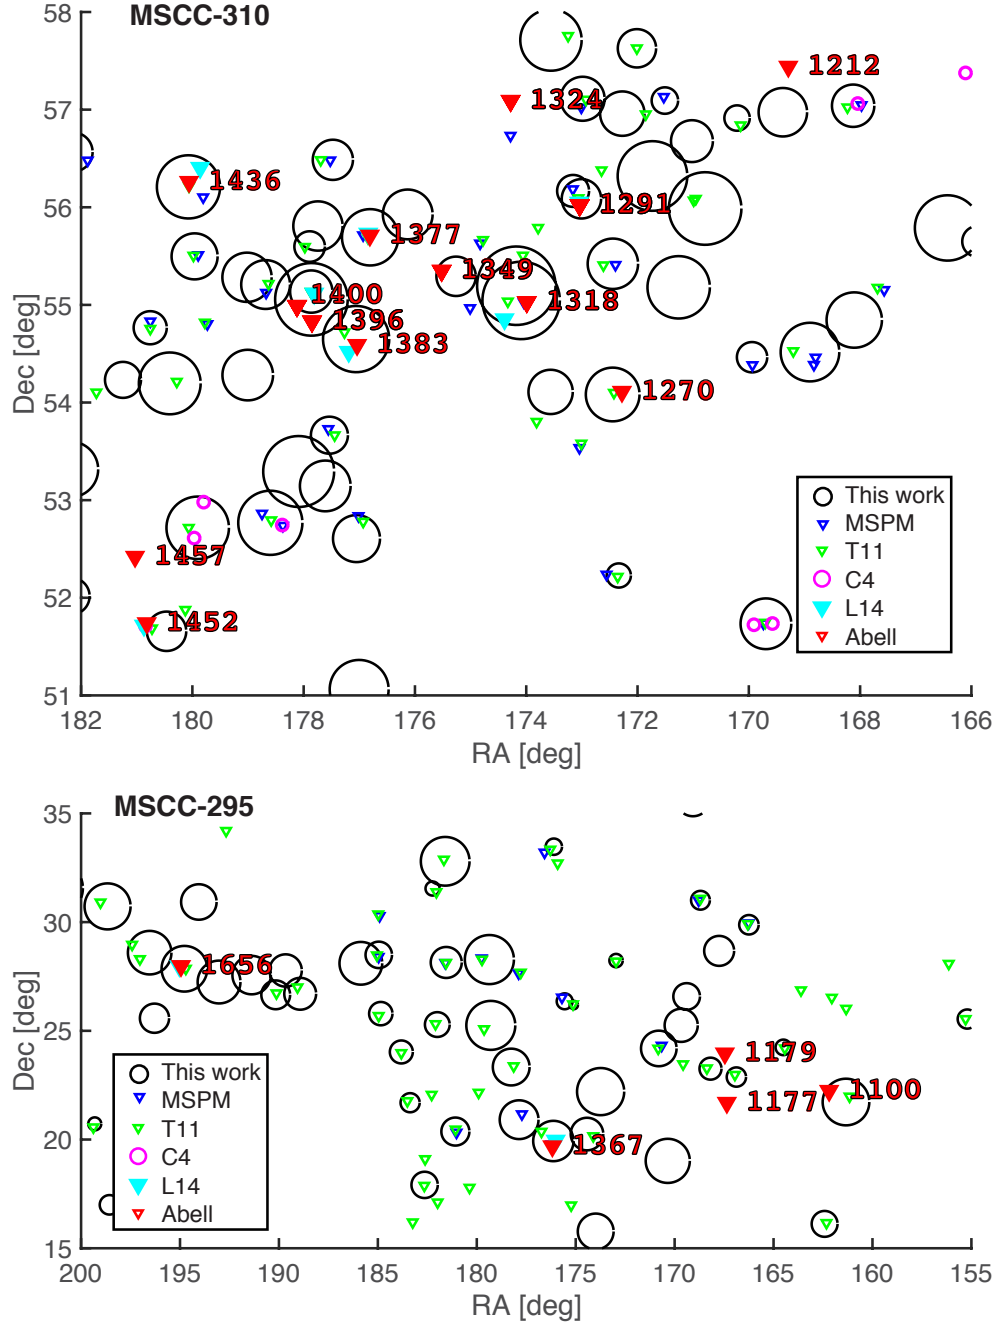 MSCC-310
58
57
56
55
54
53
52
51
Dec [deg]
1212
1324
1436
1291
1377
1349
1400
1318
1396
1383
1270
1457
1452
This work
MSPM
T11
C4
L14
Abell
182 180 178 176 174 172 170 168 166
RA [deg]
MSCC-295
35
30
25
20
15
Dec [deg]
1656
1179
1177
1100
1367
This work
MSPM
T11
C4
L14
Abell
200 195 190 185 180 175 170 165 160 155
RA [deg]